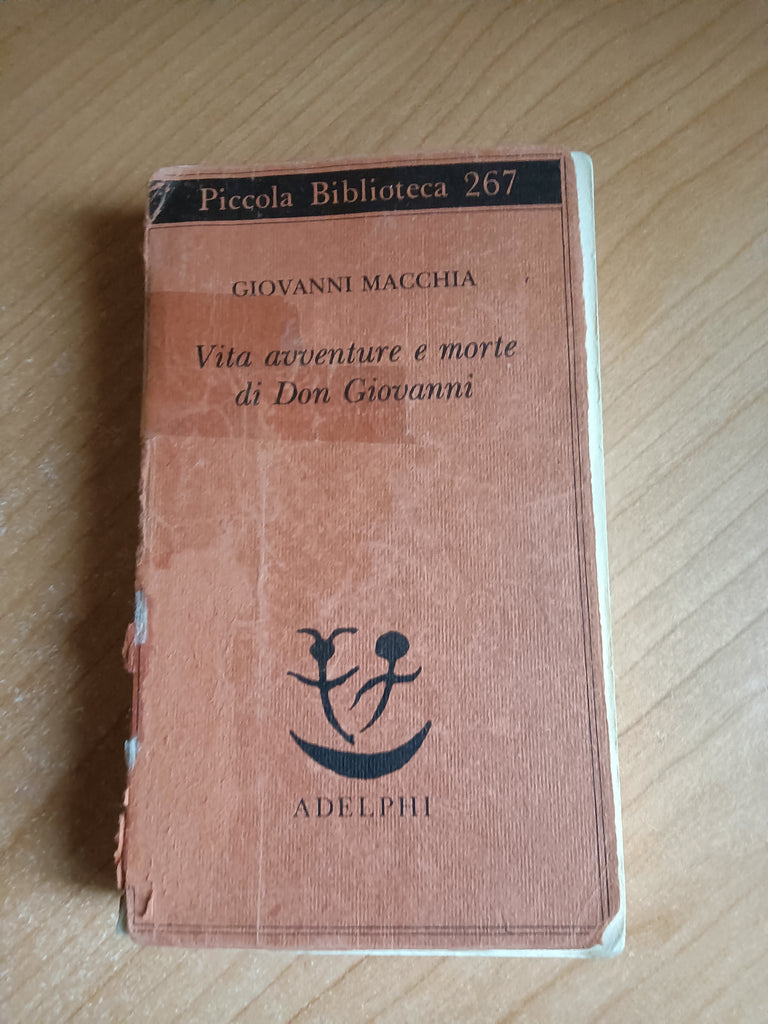 Piccola Biblioteca 267
GIOVANNI MACCHIA
Vita avventure e morte
di Don Giovanni
ADELPHI